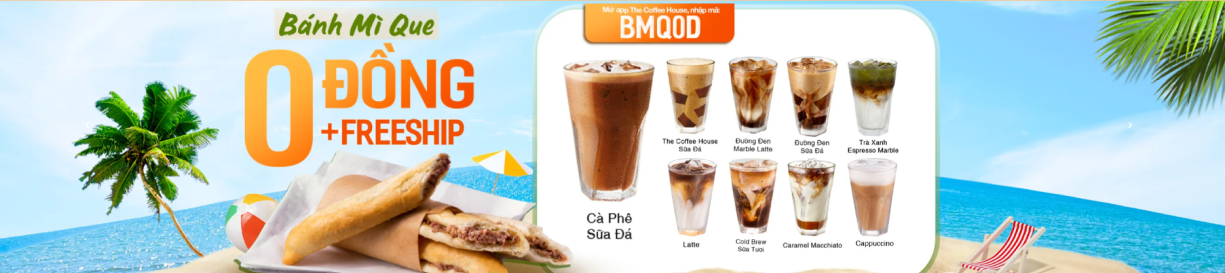 Bánh Mì Que
0 ĐỒNG
+FREESHIP
Mở app The Coffee House, nhập mã:
BMQ0D
Cà Phê
Sữa Đá
The Coffee House
Sữa Đá
Đường Đen
Marble Latte
Đường Đen
Sữa Đá
Trà Xanh
Espresso Marble
Latte
Cold Brew
Sữa Tươi
Caramel Macchiato
Cappuccino